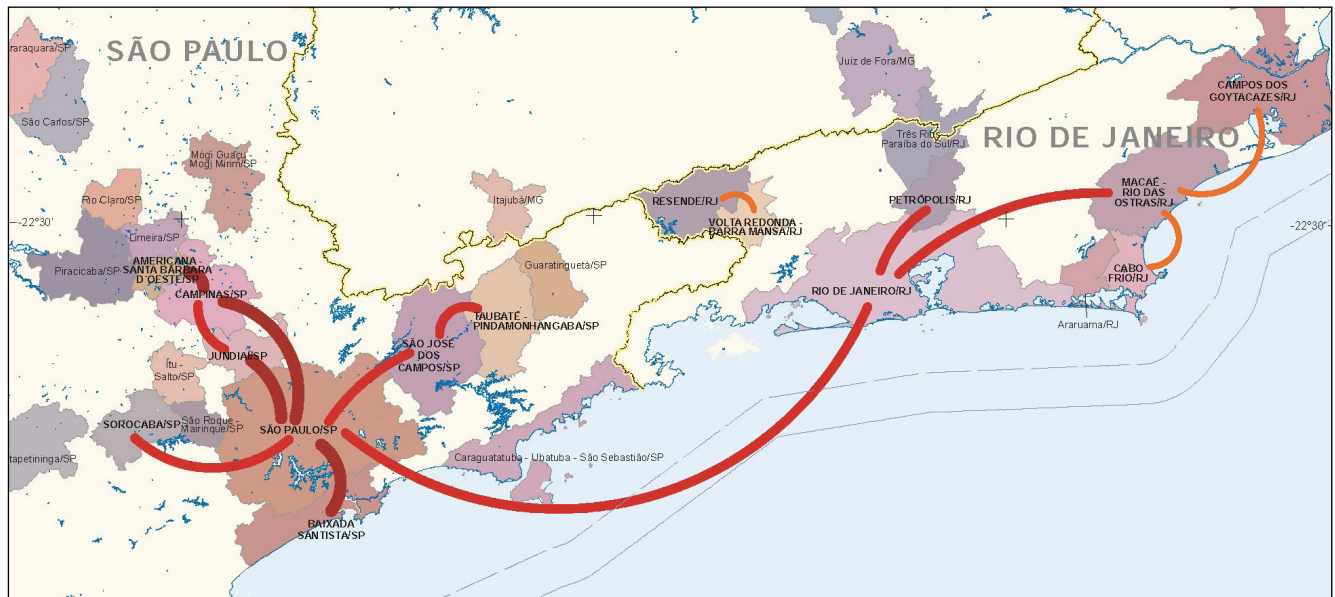 SÃO PAULO
raraquara/SP
São Carlos/SP
Mogi Guaçu -
Mogi Mirim/SP
Rio Claro/SP
-22°30'
Limeira/SP
Piracicaba/SP
AMERICANA -
SANTA BÁRBARA
D´OESTE/SP
CAMPINAS/SP
JUNDIAÍ/SP
Itu -
Salto/SP
SOROCABA/SP
São Roque -
Mairinque/SP
tapetininga/SP
SÃO PAULO/SP
BAIXADA
SANTISTA/SP
Itajubá/MG
Guaratinguetá/SP
TAUBATÉ -
PINDAMONHANGABA/SP
SÃO JOSÉ
DOS
CAMPOS/SP
Caraguatatuba - Ubatuba - São Sebastião/SP
RESENDE/RJ
VOLTA REDONDA -
BARRA MANSA/RJ
Juiz de Fora/MG
Três Rios -
Paraíba do Sul/RJ
RIO DE JANEIRO
PETRÓPOLIS/RJ
RIO DE JANEIRO/RJ
CAMPOS DOS
GOYTACAZES/RJ
MACAÉ -
RIO DAS
OSTRAS/RJ
-22°30'
CABO
FRIO/RJ
Araruama/RJ